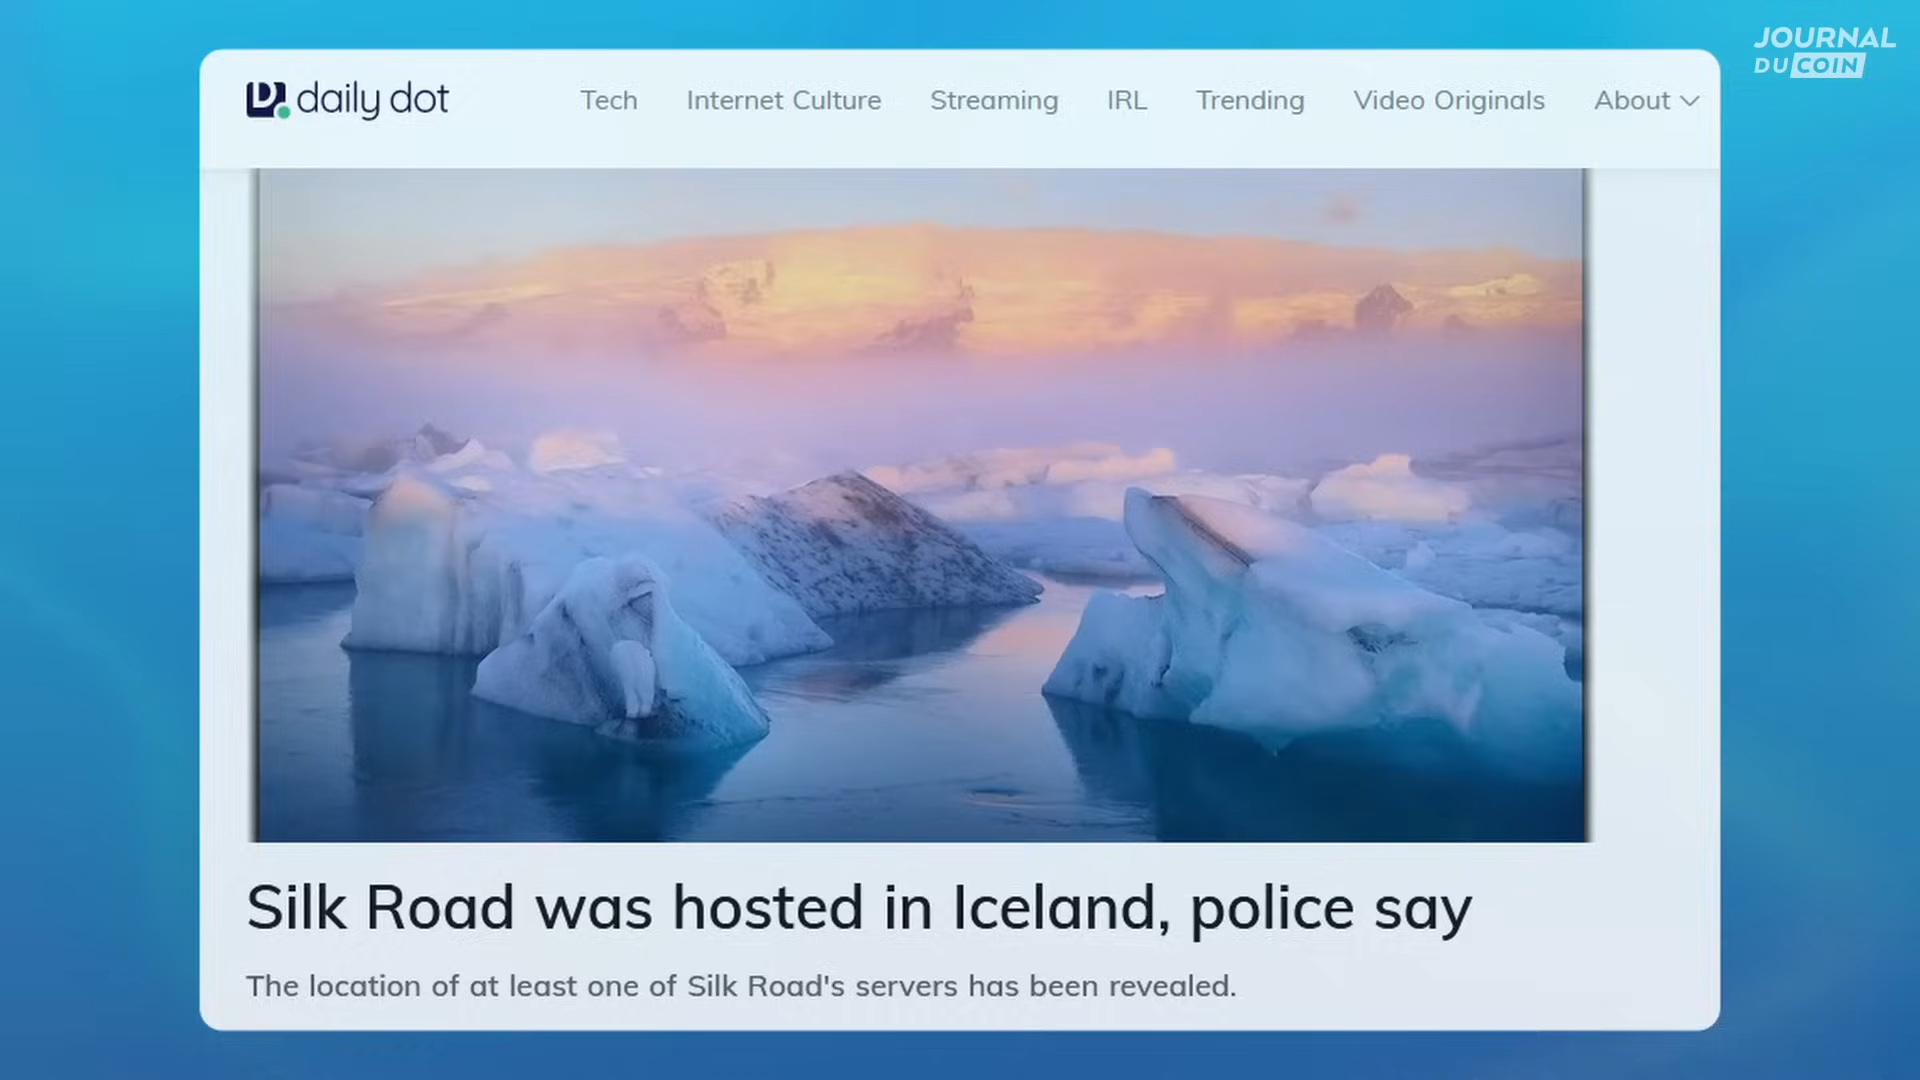 JOURNAL
DU COIN
daily dot
Tech
Internet Culture
Streaming
IRL
Trending
Video Originals
About
Silk Road was hosted in Iceland, police say
The location of at least one of Silk Road's servers has been revealed.